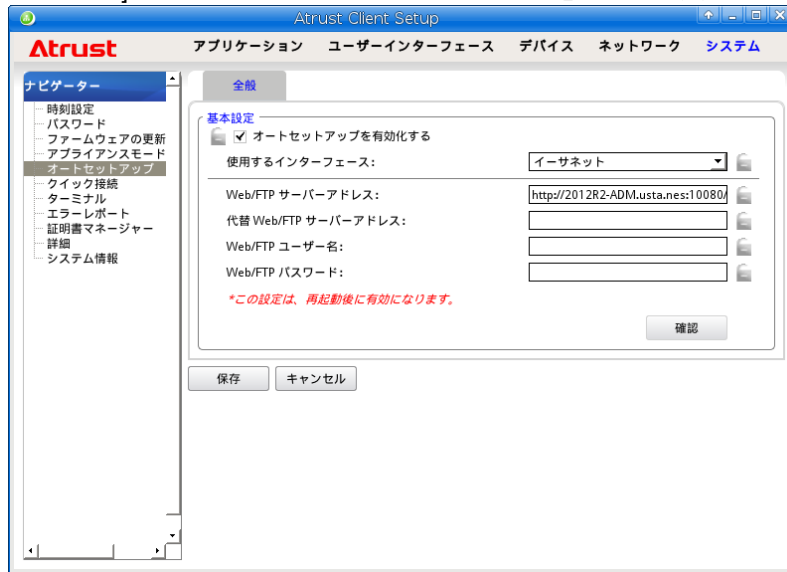 Atrust Client Setup
Atrust
アプリケーション ユーザーインターフェース デバイス ネットワーク システム
ナビゲーター
時刻設定
パスワード
ファームウェアの更新
アプライアンスモード
オートセットアップ
クイック接続
ターミナル
エラーレポート
証明書マネージャー
詳細
システム情報
全般
基本設定
オートセットアップを有効化する
使用するインターフェース: イーサネット
Web/FTP サーバーアドレス: http://2012R2-ADM.usta.nes:10080/
代替 Web/FTP サーバーアドレス:
Web/FTP ユーザー名:
Web/FTP パスワード:
*この設定は、再起動後に有効になります。
確認
保存 キャンセル